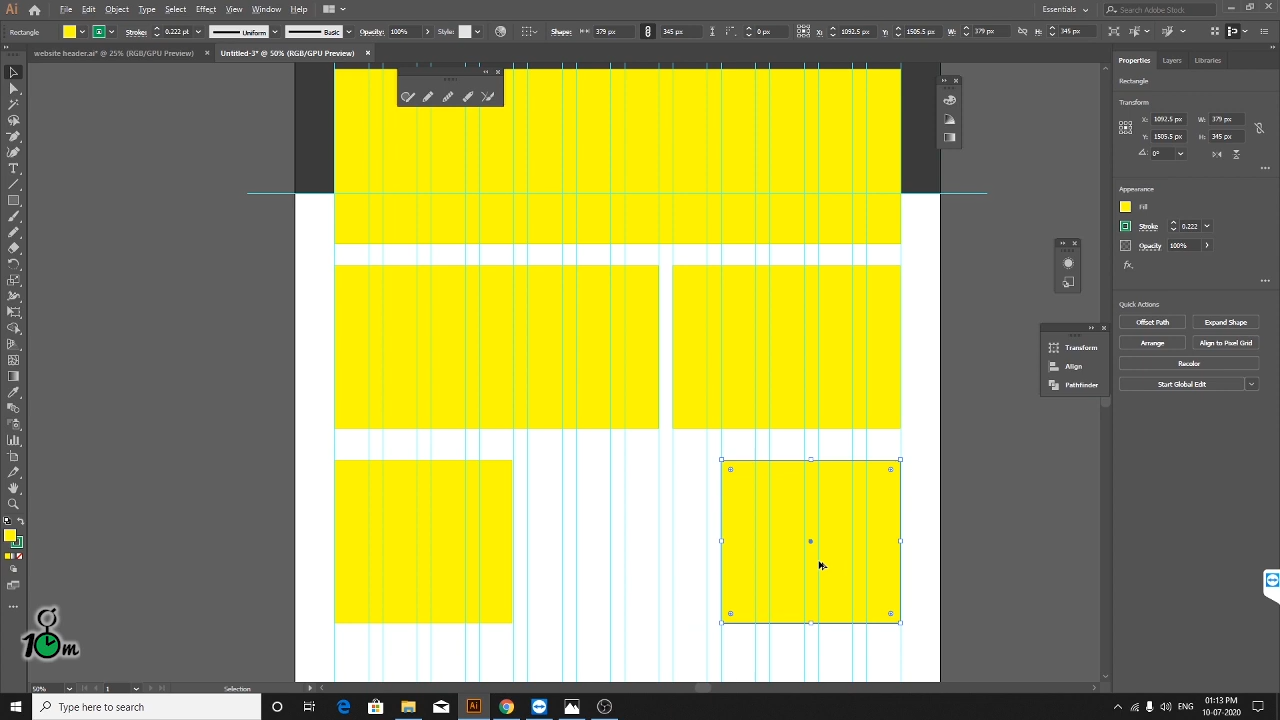 Ai File Edit Object Type Select Effect View Window Help Essentials Search Adobe Stock
Rectangle Stroke: 0.222 pt Uniform Basic Opacity: 100% Style: Shape: 379 px 345 px 0 px X: 1092.5 px Y: 1505.5 px W: 379 px H: 345 px
website header.ai* @ 25% (RGB/GPU Preview) × Untitled-3* @ 50% (RGB/GPU Preview) ×
Properties Layers Libraries
Rectangle
Transform
X: 1092.5 px W: 379 px
Y: 1505.5 px H: 345 px
0°
Appearance
Fill
Stroke 0.222
Opacity 100%
fx.
Quick Actions
Offset Path Expand Shape
Arrange Align to Pixel Grid
Recolor
Start Global Edit
Transform
Align
Pathfinder
10m
50% 1 Selection
Type here to search
Ai
ENG
01:13 PM
10-07-2020